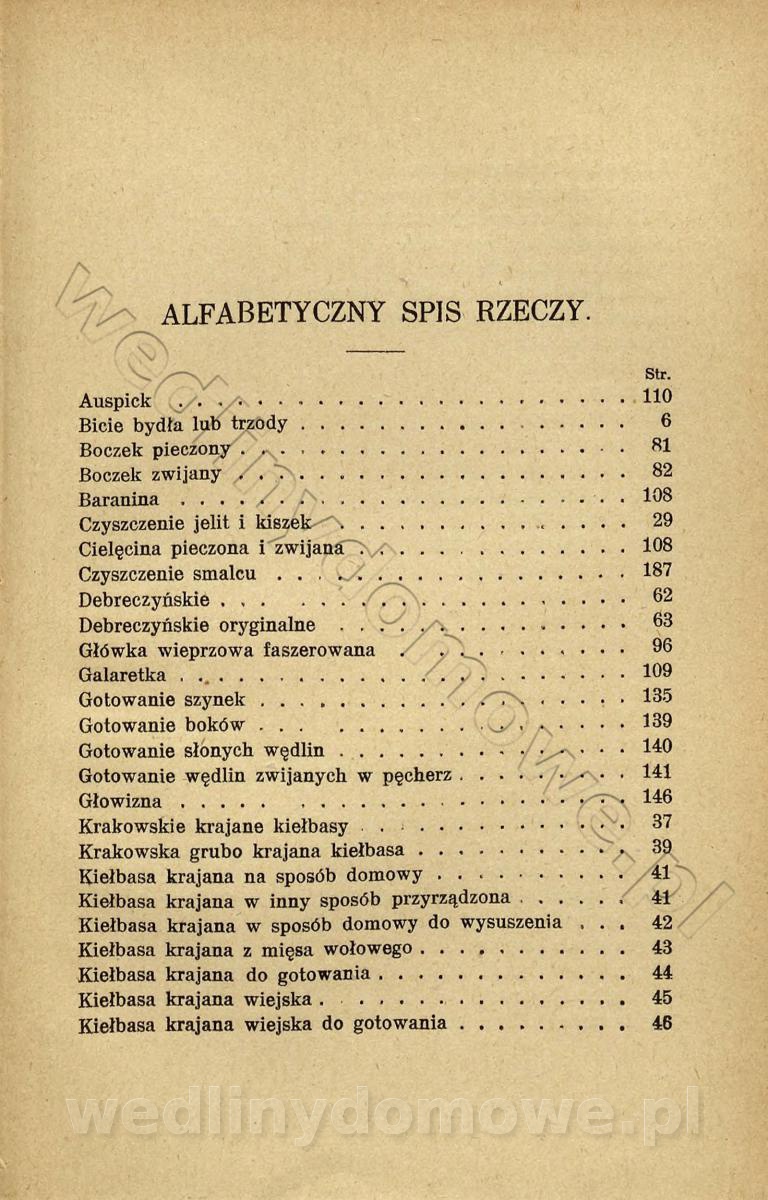 ALFABETYCZNY SPIS RZECZY.
Str.
Auspick . . . . . . . . . . . . . . . . . . . . . . 110
Bicie bydła lub trzody . . . . . . . . . . . . . . . . . 6
Boczek pieczony . . . . . . . . . . . . . . . . . . . . 81
Boczek zwijany . . . . . . . . . . . . . . . . . . . . 82
Baranina . . . . . . . . . . . . . . . . . . . . . . . 108
Czyszczenie jelit i kiszek . . . . . . . . . . . . . . . 29
Cielęcina pieczona i zwijana . . . . . . . . . . . . . . 108
Czyszczenie smalcu . . . . . . . . . . . . . . . . . . 187
Debreczyńskie . . . . . . . . . . . . . . . . . . . . 62
Debreczyńskie oryginalne . . . . . . . . . . . . . . . 63
Główka wieprzowa faszerowana . . . . . . . . . . . . 96
Galaretka . . . . . . . . . . . . . . . . . . . . . . . 109
Gotowanie szynek . . . . . . . . . . . . . . . . . . . 135
Gotowanie boków . . . . . . . . . . . . . . . . . . . 139
Gotowanie słonych wędlin . . . . . . . . . . . . . . . 140
Gotowanie wędlin zwijanych w pęcherz . . . . . . . . . 141
Głowizna . . . . . . . . . . . . . . . . . . . . . . . 146
Krakowskie krajane kiełbasy . . . . . . . . . . . . . . 37
Krakowska grubo krajana kiełbasa . . . . . . . . . . . 39
Kiełbasa krajana na sposób domowy . . . . . . . . . . 41
Kiełbasa krajana w inny sposób przyrządzona . . . . . . 41
Kiełbasa krajana w sposób domowy do wysuszenia . . . 42
Kiełbasa krajana z mięsa wołowego . . . . . . . . . . . 43
Kiełbasa krajana do gotowania . . . . . . . . . . . . . 44
Kiełbasa krajana wiejska . . . . . . . . . . . . . . . . 45
Kiełbasa krajana wiejska do gotowania . . . . . . . . . 46
wedlinydomowe.pl
wedlinydomowe.pl